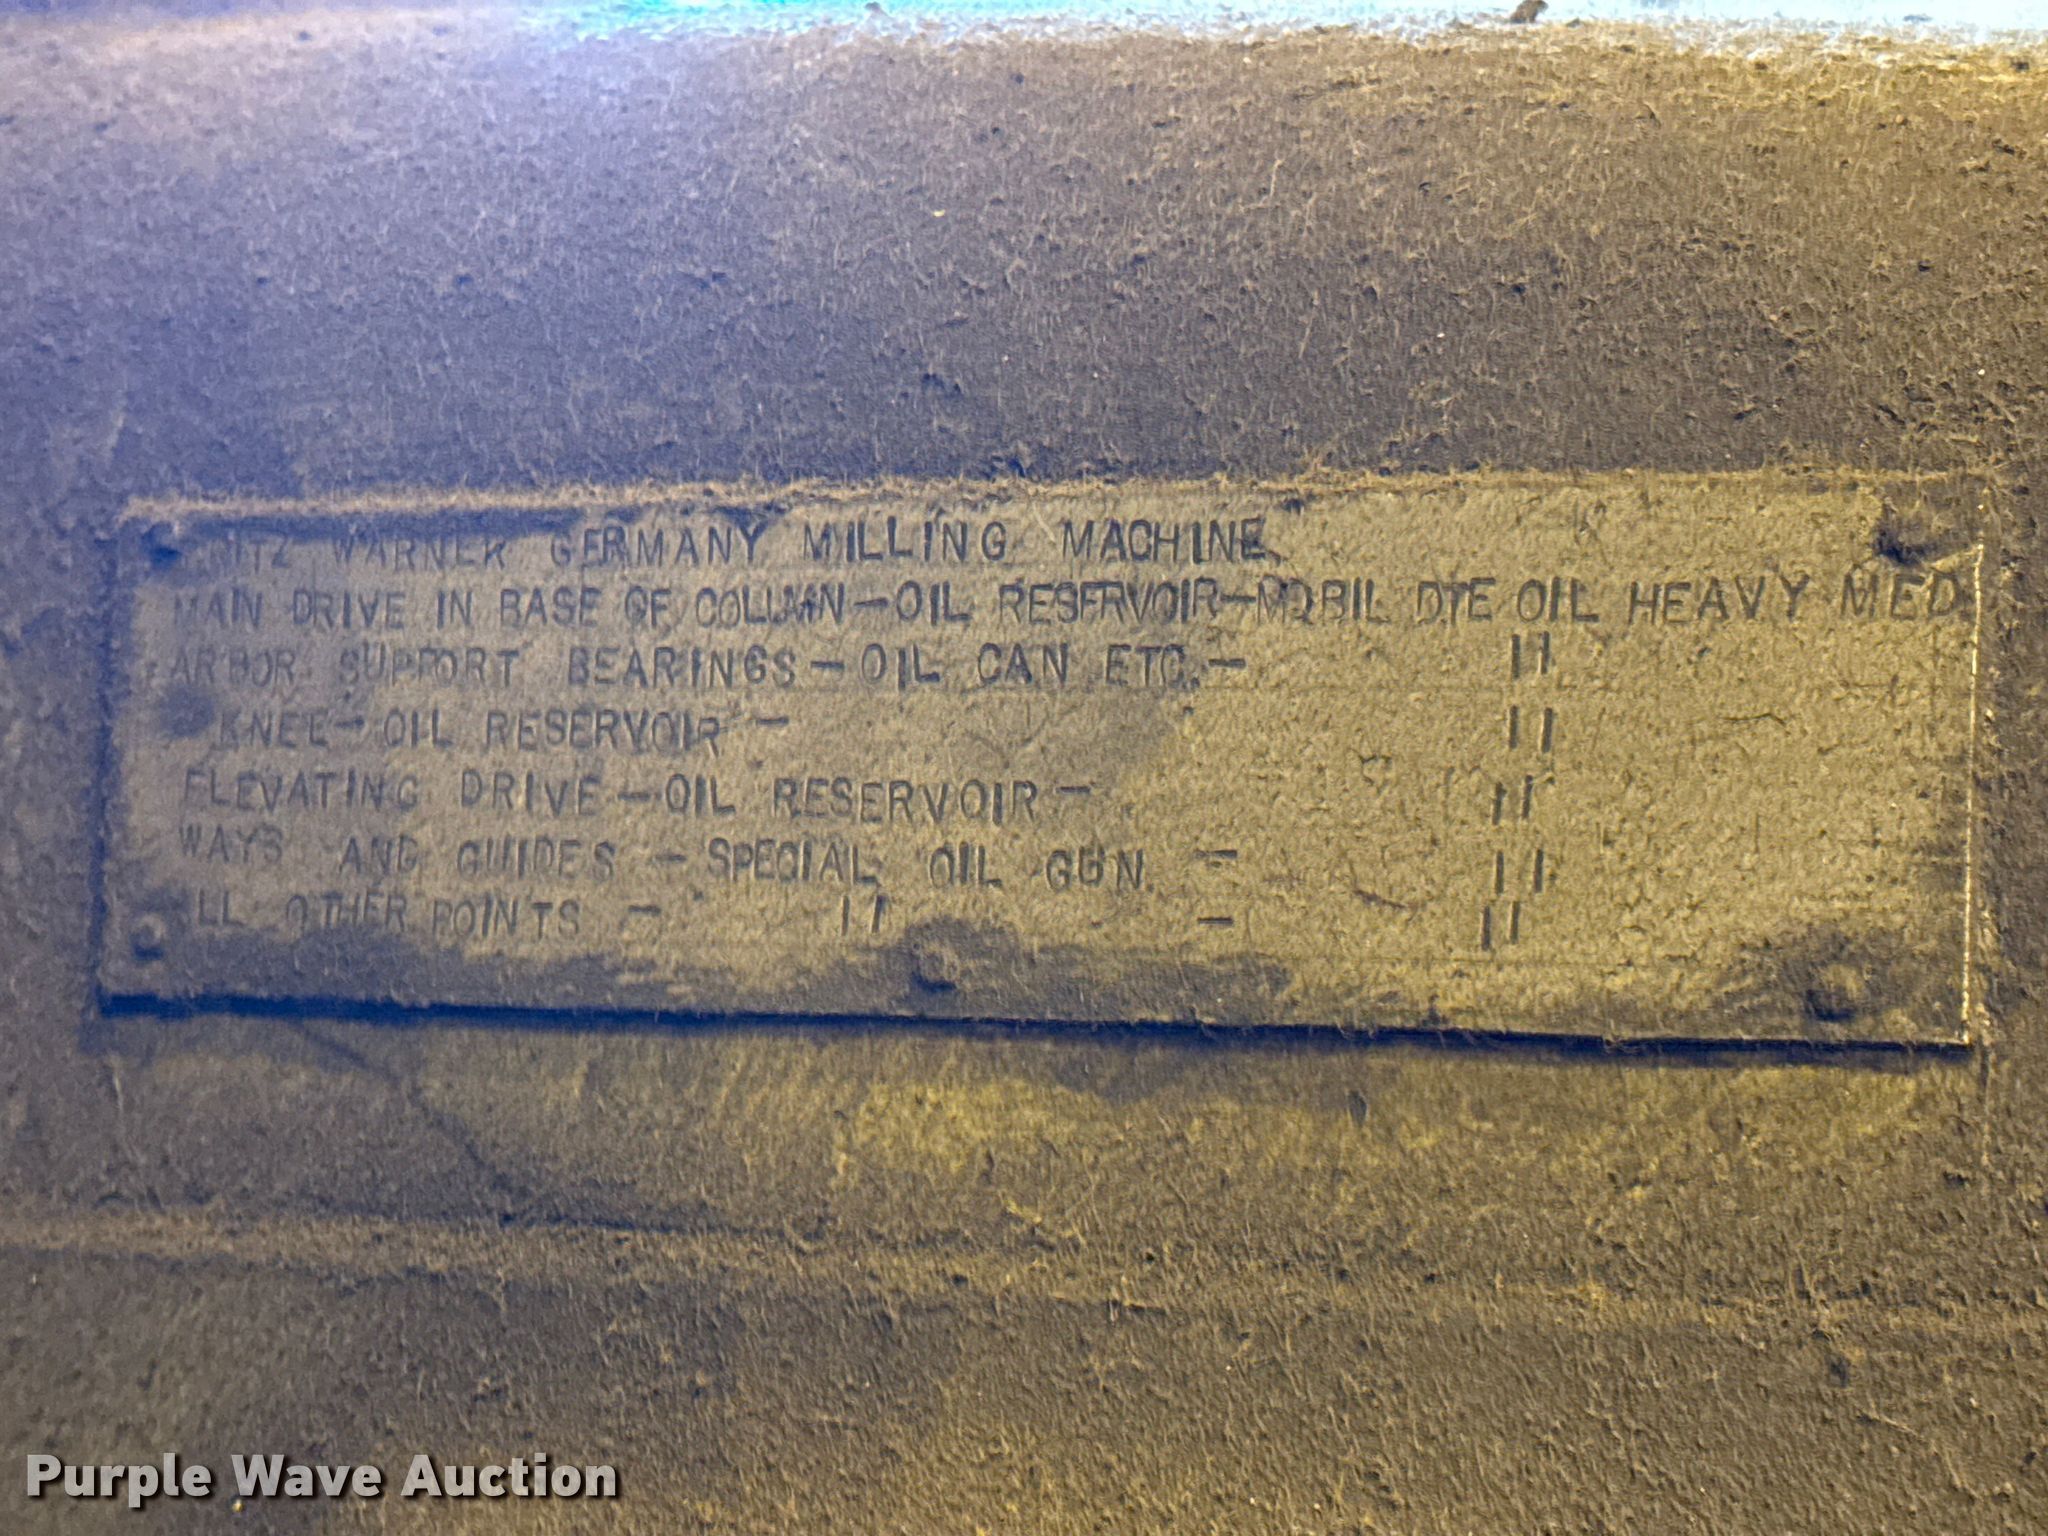 FRITZ WARNER GERMANY MILLING MACHINE
MAIN DRIVE IN BASE OF COLUMN - OIL RESERVOIR - MOBIL DTE OIL HEAVY MED
ARBOR SUPPORT BEARINGS - OIL CAN ETC. - "
KNEE - OIL RESERVOIR - "
ELEVATING DRIVE - OIL RESERVOIR - "
WAYS AND GUIDES - SPECIAL OIL GUN. - "
ALL OTHER POINTS - " - "
Purple Wave Auction